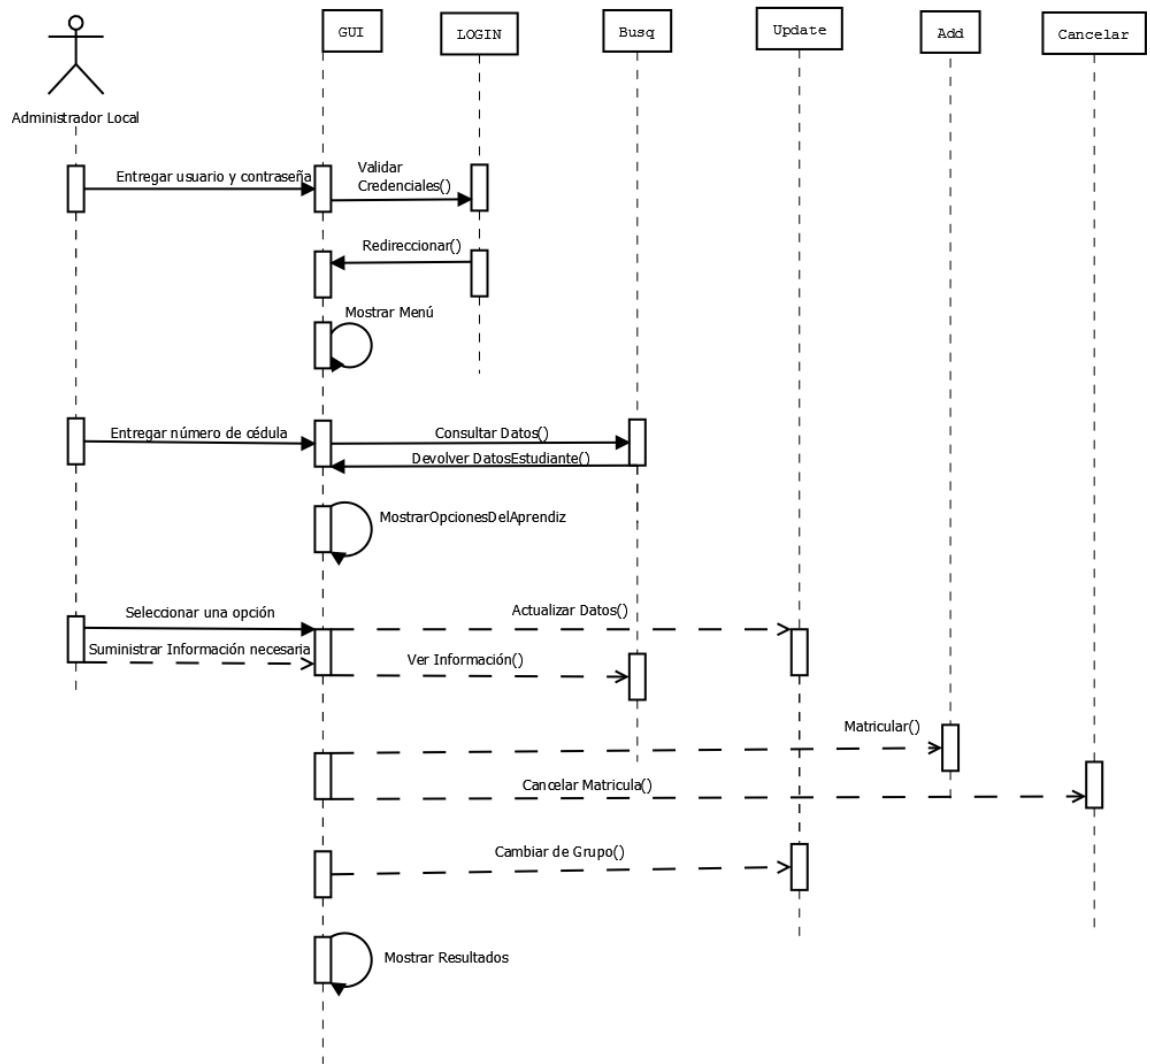 GUI
LOGIN
Busq
Update
Add
Cancelar
Administrador Local
Entregar usuario y contraseña
Validar
Credenciales()
Redireccionar()
Mostrar Menú
Entregar número de cédula
Consultar Datos()
Devolver DatosEstudiante()
MostrarOpcionesDelAprendiz
Seleccionar una opción
Actualizar Datos()
Suministrar Información necesaria
Ver Información()
Matricular()
Cancelar Matricula()
Cambiar de Grupo()
Mostrar Resultados